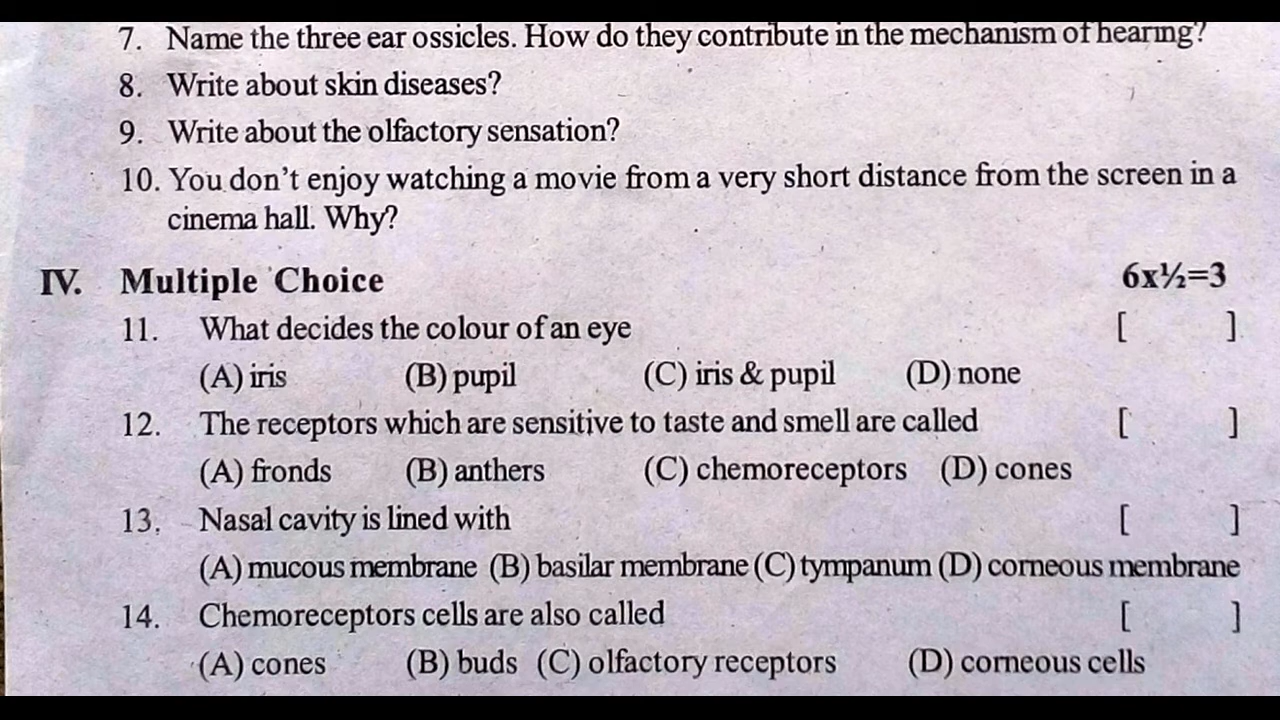 7. Name the three ear ossicles. How do they contribute in the mechanism of hearing?
8. Write about skin diseases?
9. Write about the olfactory sensation?
10. You don't enjoy watching a movie from a very short distance from the screen in a
cinema hall. Why?
IV. Multiple Choice 6x½=3
11. What decides the colour of an eye [ ]
(A) iris (B) pupil (C) iris & pupil (D) none
12. The receptors which are sensitive to taste and smell are called [ ]
(A) fronds (B) anthers (C) chemoreceptors (D) cones
13. Nasal cavity is lined with [ ]
(A) mucous membrane (B) basilar membrane (C) tympanum (D) corneous membrane
14. Chemoreceptors cells are also called [ ]
(A) cones (B) buds (C) olfactory receptors (D) corneous cells